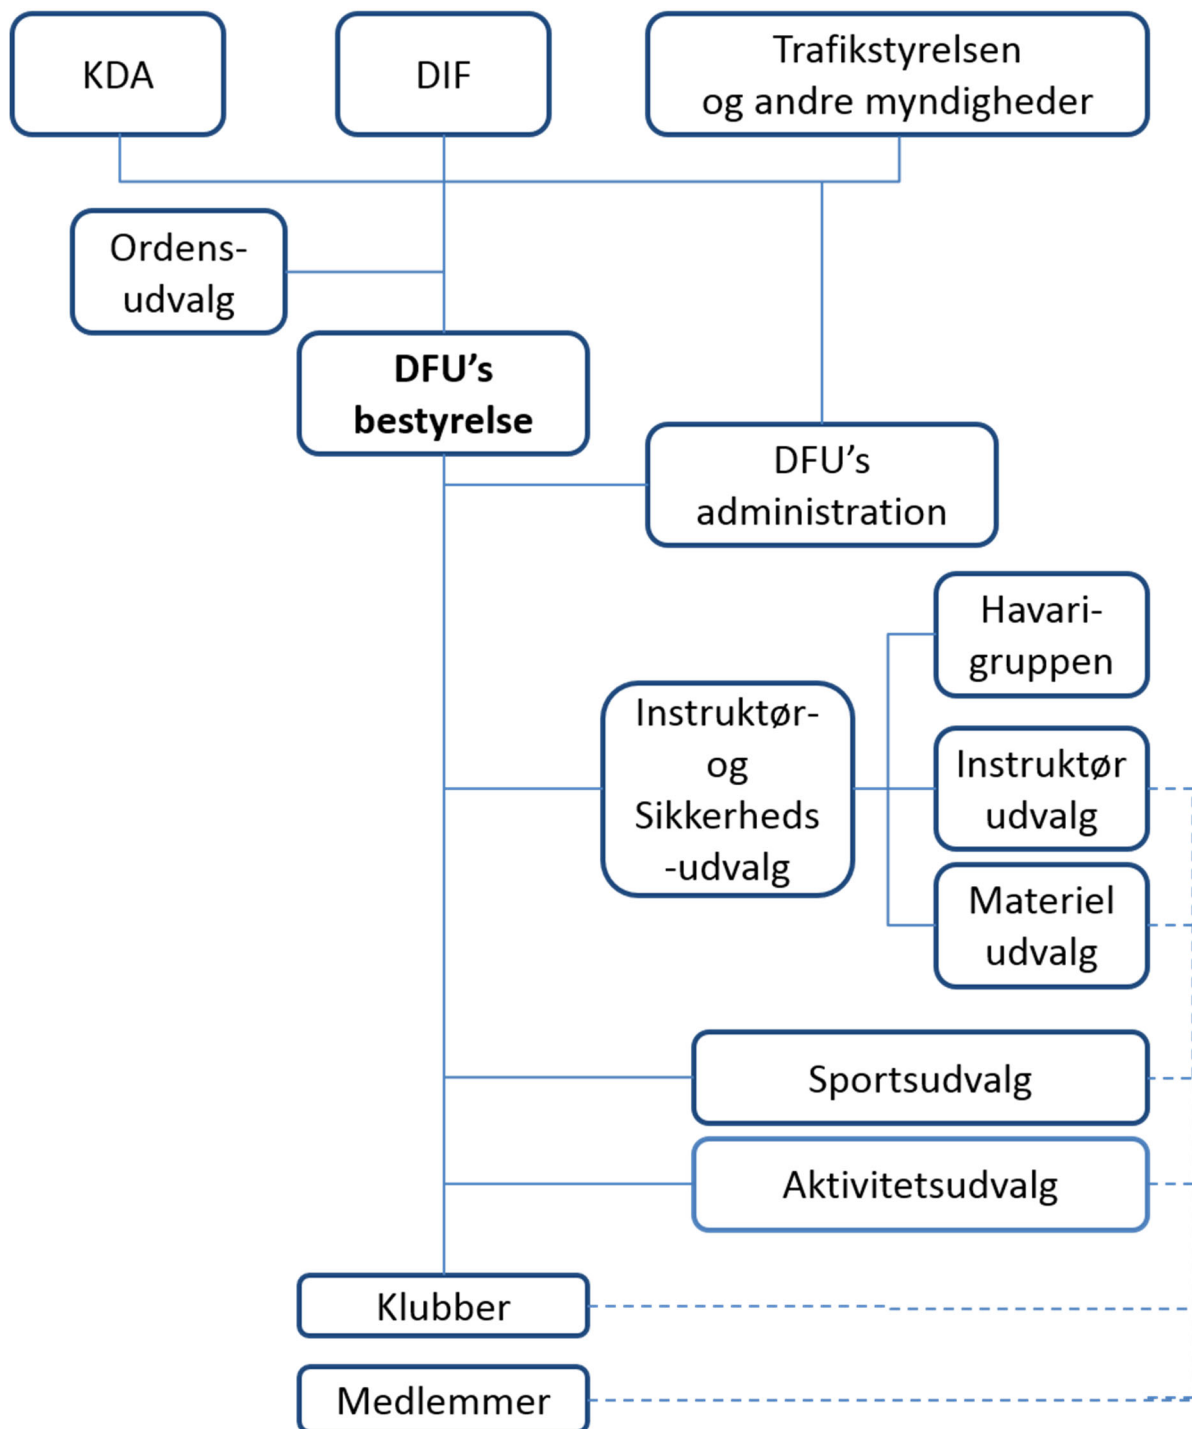 KDA
DIF
Trafikstyrelsen
og andre myndigheder
Ordens-
udvalg
DFU’s
bestyrelse
DFU’s
administration
Havari-
gruppen
Instruktør-
og
Sikkerheds
-udvalg
Instruktør
udvalg
Materiel
udvalg
Sportsudvalg
Aktivitetsudvalg
Klubber
Medlemmer